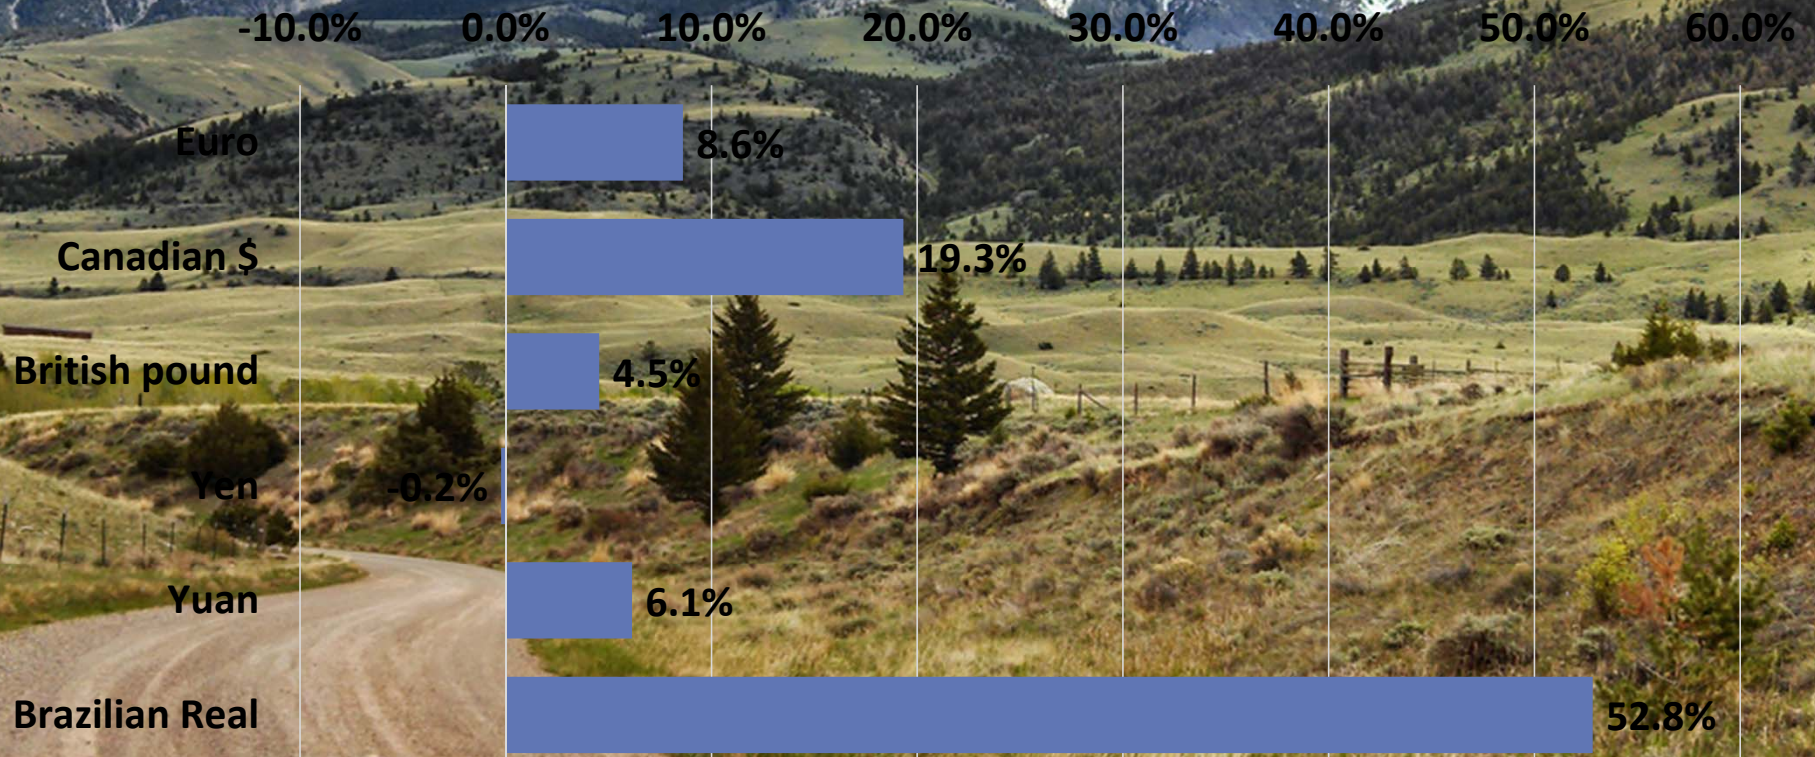 -10.0% 0.0% 10.0% 20.0% 30.0% 40.0% 50.0% 60.0%
Euro 8.6%
Canadian $ 19.3%
British pound 4.5%
Yen -0.2%
Yuan 6.1%
Brazilian Real 52.8%